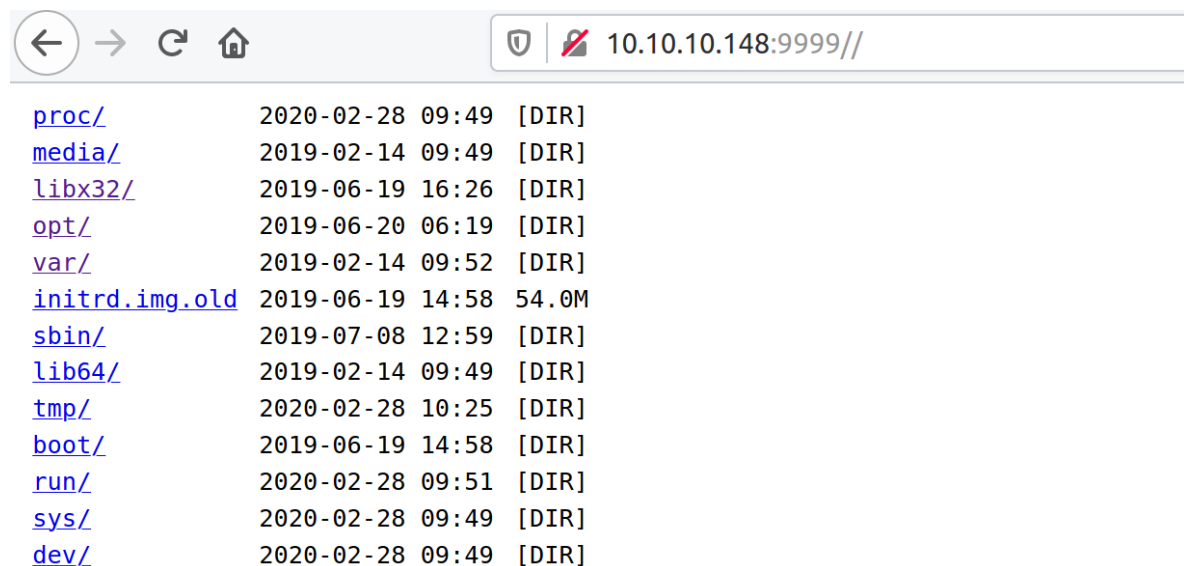 10.10.10.148:9999//
proc/ 2020-02-28 09:49 [DIR]
media/ 2019-02-14 09:49 [DIR]
libx32/ 2019-06-19 16:26 [DIR]
opt/ 2019-06-20 06:19 [DIR]
var/ 2019-02-14 09:52 [DIR]
initrd.img.old 2019-06-19 14:58 54.0M
sbin/ 2019-07-08 12:59 [DIR]
lib64/ 2019-02-14 09:49 [DIR]
tmp/ 2020-02-28 10:25 [DIR]
boot/ 2019-06-19 14:58 [DIR]
run/ 2020-02-28 09:51 [DIR]
sys/ 2020-02-28 09:49 [DIR]
dev/ 2020-02-28 09:49 [DIR]